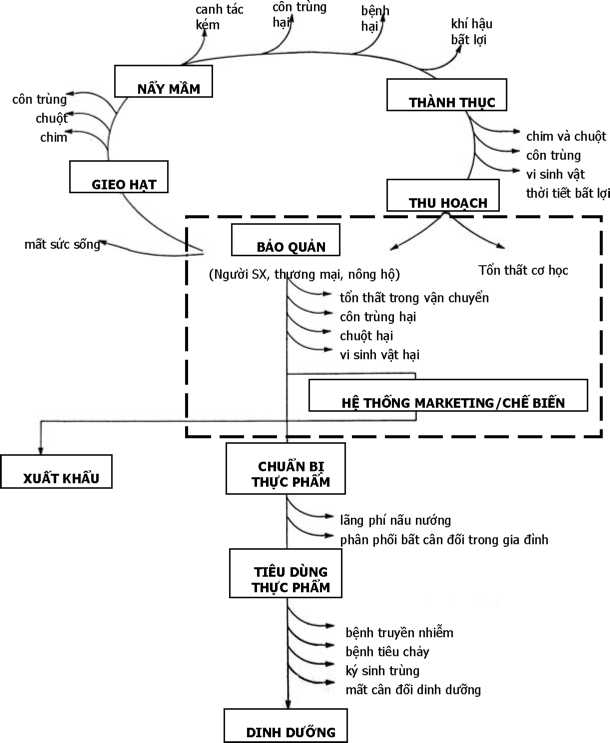 canh tác
kém
côn trùng
hại
bệnh
hại
khí hậu
bất lợi
NẨY MẦM
THÀNH THỤC
côn trùng
chuột
chim
chim và chuột
côn trùng
vi sinh vật
thời tiết bất lợi
GIEO HẠT
THU HOẠCH
mất sức sống
BẢO QUẢN
(Người SX, thương mại, nông hộ)
Tổn thất cơ học
tổn thất trong vận chuyển
côn trùng hại
chuột hại
vi sinh vật hại
HỆ THỐNG MARKETING/CHẾ BIẾN
XUẤT KHẨU
CHUẨN BỊ
THỰC PHẨM
lãng phí nấu nướng
phân phối bất cân đối trong gia đình
TIÊU DÙNG
THỰC PHẨM
bệnh truyền nhiễm
bệnh tiêu chảy
ký sinh trùng
mất cân đối dinh dưỡng
DINH DƯỠNG